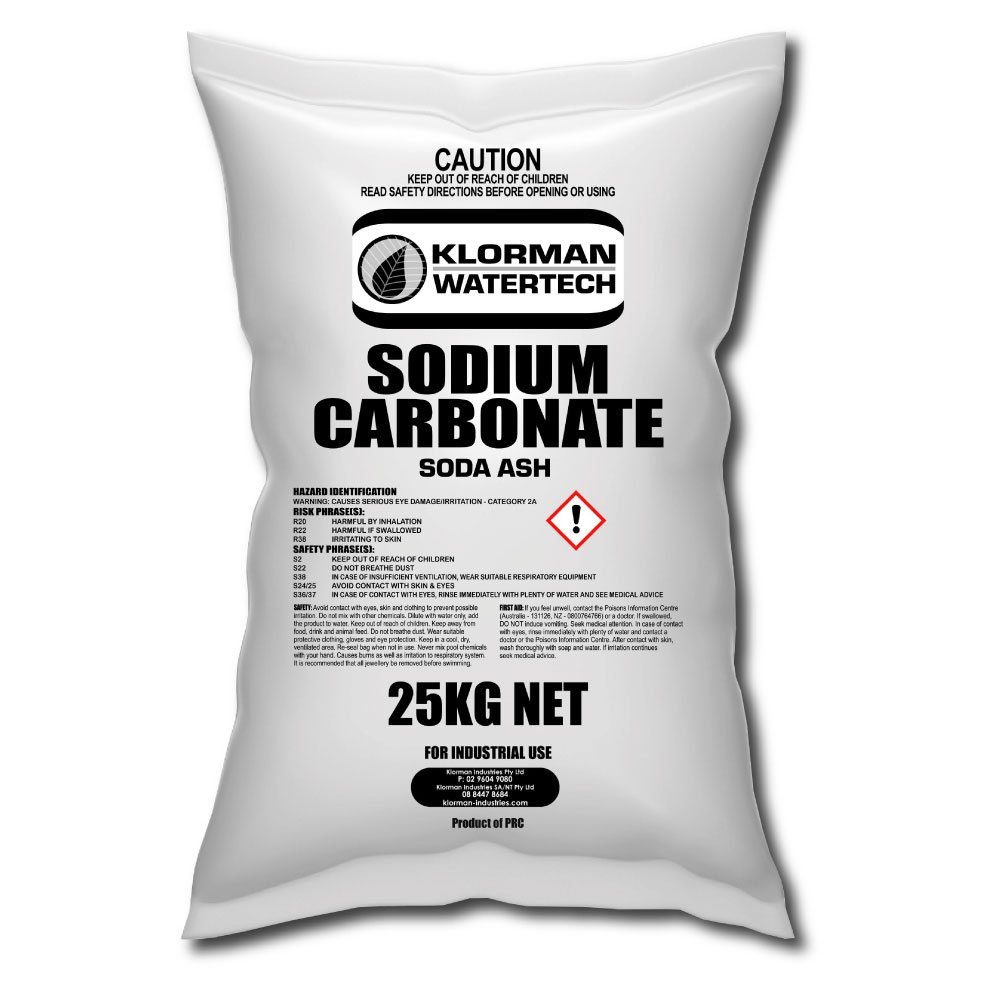 CAUTION
KEEP OUT OF REACH OF CHILDREN
READ SAFETY DIRECTIONS BEFORE OPENING OR USING
KLORMAN
WATERTECH
SODIUM
CARBONATE
SODA ASH
HAZARD IDENTIFICATION
WARNING: CAUSES SERIOUS EYE DAMAGE/IRRITATION - CATEGORY 2A
RISK PHRASE(S):
R20 HARMFUL BY INHALATION
R22 HARMFUL IF SWALLOWED
R38 IRRITATING TO SKIN
SAFETY PHRASE(S):
S2 KEEP OUT OF REACH OF CHILDREN
S22 DO NOT BREATHE DUST
S38 IN CASE OF INSUFFICIENT VENTILATION, WEAR SUITABLE RESPIRATORY EQUIPMENT
S24/25 AVOID CONTACT WITH SKIN & EYES
S36/37 IN CASE OF CONTACT WITH EYES, RINSE IMMEDIATELY WITH PLENTY OF WATER AND SEE MEDICAL ADVICE
SAFETY: Avoid contact with eyes, skin and clothing to prevent possible
irritation. Do not mix with other chemicals. Dilute with water only, add
the product to water. Keep out of reach of children. Keep away from
food, drink and animal feed. Do not breathe dust. Wear suitable
protective clothing, gloves and eye protection. Keep in a cool, dry,
ventilated area. Re-seal bag when not in use. Never mix pool chemicals
with your hand. Causes burns as well as irritation to respiratory system.
It is recommended that all jewellery be removed before swimming.
FIRST AID: If you feel unwell, contact the Poisons Information Centre
(Australia - 131126, NZ - 0800764766) or a doctor. If swallowed,
DO NOT induce vomiting. Seek medical attention. In case of contact
with eyes, rinse immediately with plenty of water and contact a
doctor or the Poisons Information Centre. After contact with skin,
wash thoroughly with soap and water. If irritation continues
seek medical advice.
25KG NET
FOR INDUSTRIAL USE
Klorman Industries Pty Ltd
P: 02 9604 9080
Klorman Industries SA/NT Pty Ltd
08 8447 8684
klorman-industries.com
Product of PRC